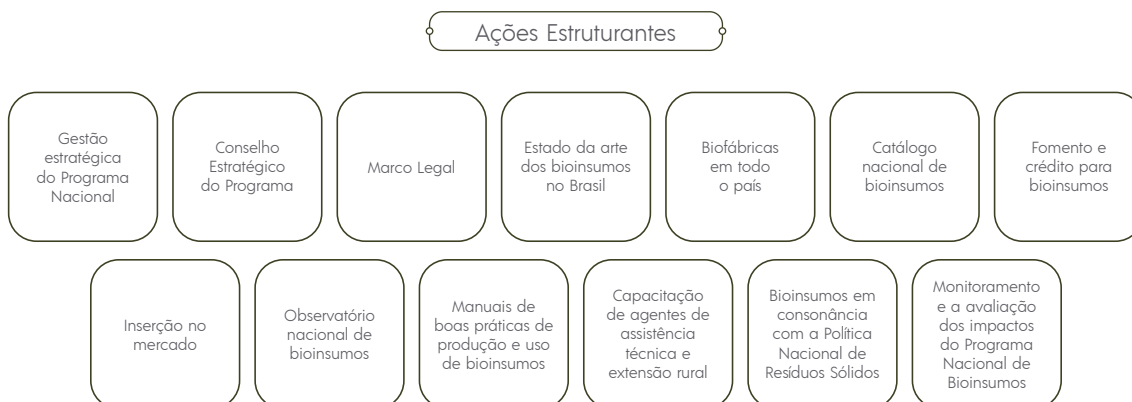 Ações Estruturantes
Gestão
estratégica
do Programa
Nacional
Conselho
Estratégico
do Programa
Marco Legal
Estado da arte
dos bioinsumos
no Brasil
Biofábricas
em todo
o país
Catálogo
nacional de
bioinsumos
Fomento e
crédito para
bioinsumos
Inserção no
mercado
Observatório
nacional de
bioinsumos
Manuais de
boas práticas de
produção e uso
de bioinsumos
Capacitação
de agentes de
assistência
técnica e
extensão rural
Bioinsumos em
consonância
com a Política
Nacional de
Resíduos Sólidos
Monitoramento
e a avaliação
dos impactos
do Programa
Nacional de
Bioinsumos